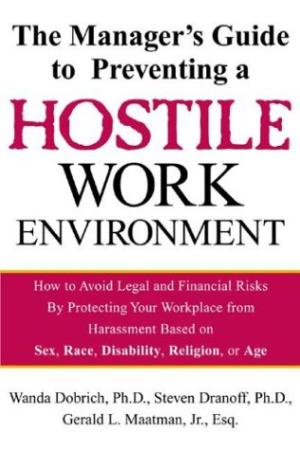 The Manager's Guide
to Preventing a
HOSTILE
WORK
ENVIRONMENT
How to Avoid Legal and Financial Risks
By Protecting Your Workplace from
Harassment Based on
Sex, Race, Disability, Religion, or Age
Wanda Dobrich, Ph.D., Steven Dranoff, Ph.D.,
Gerald L. Maatman, Jr., Esq.